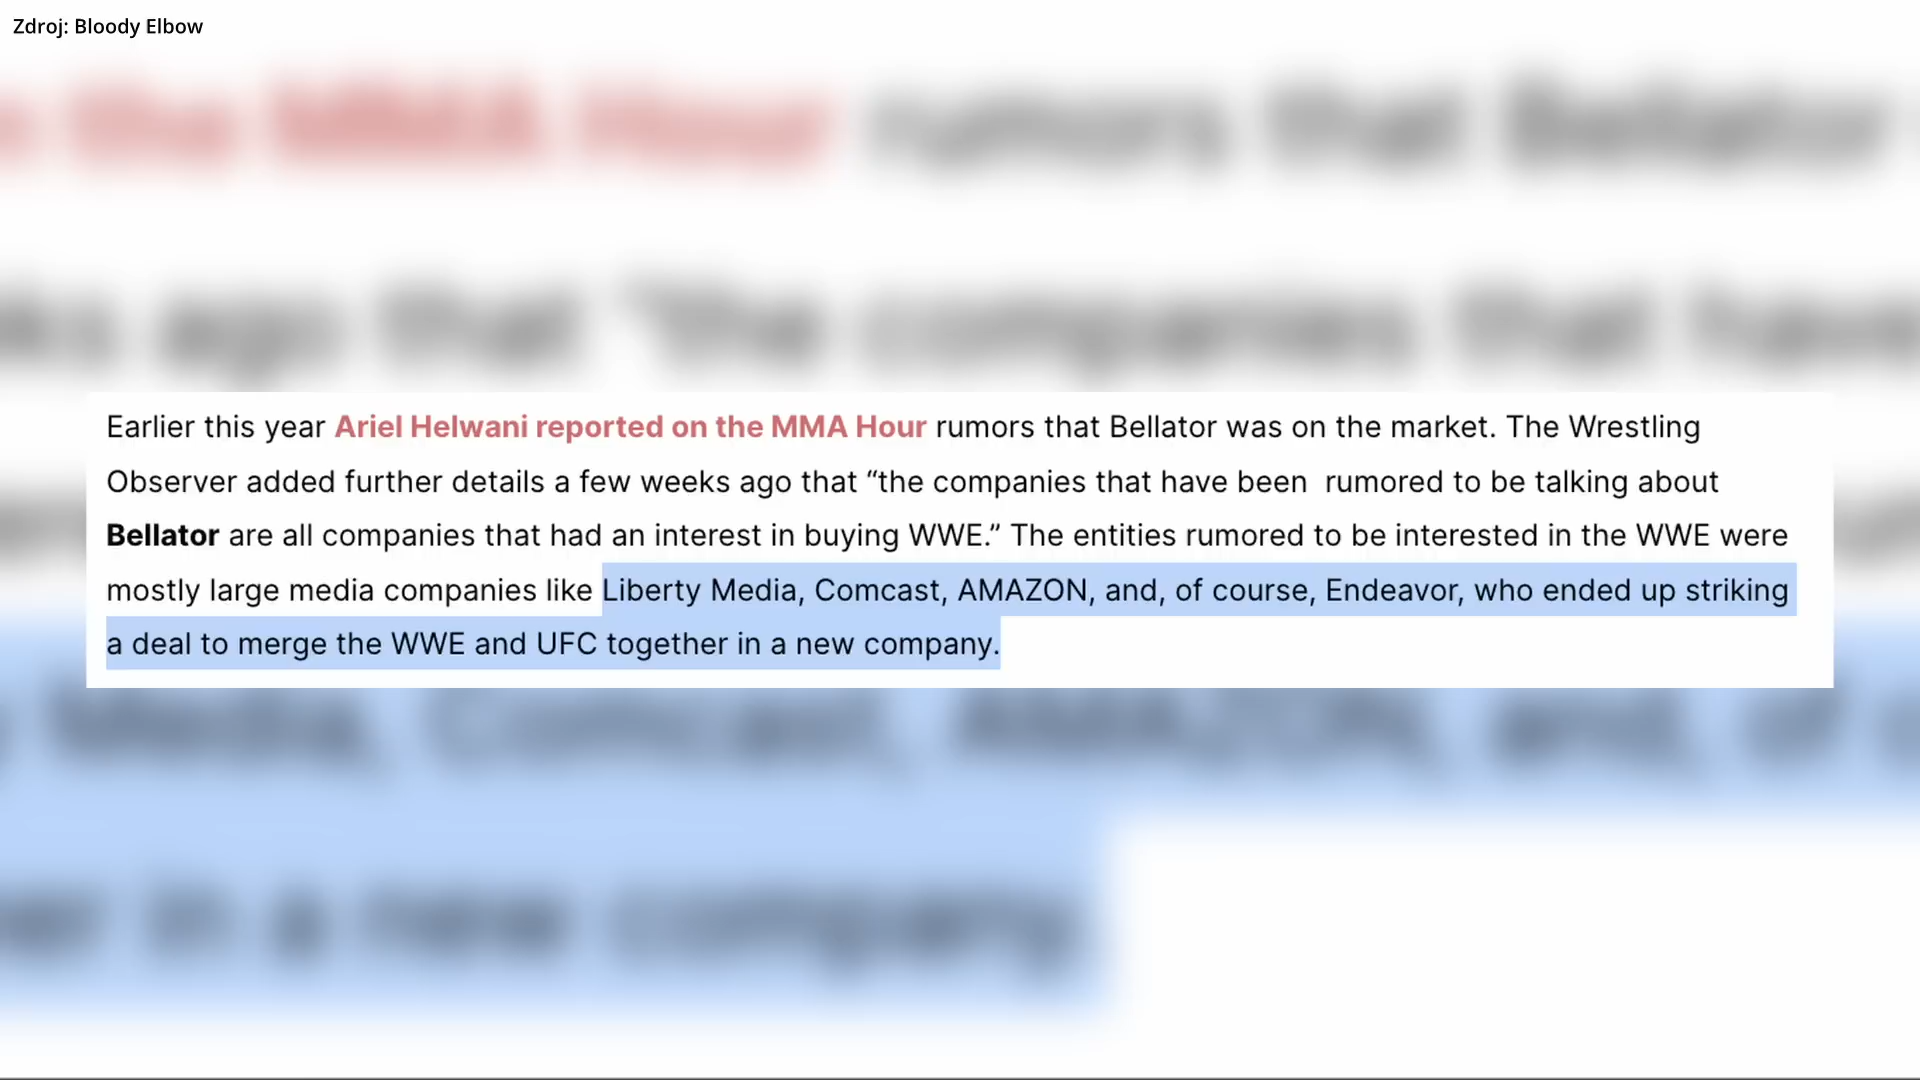 Zdroj: Bloody Elbow
Earlier this year Ariel Helwani reported on the MMA Hour rumors that Bellator was on the market. The Wrestling
Observer added further details a few weeks ago that “the companies that have been  rumored to be talking about
Bellator are all companies that had an interest in buying WWE.” The entities rumored to be interested in the WWE were
mostly large media companies like Liberty Media, Comcast, AMAZON, and, of course, Endeavor, who ended up striking
a deal to merge the WWE and UFC together in a new company.